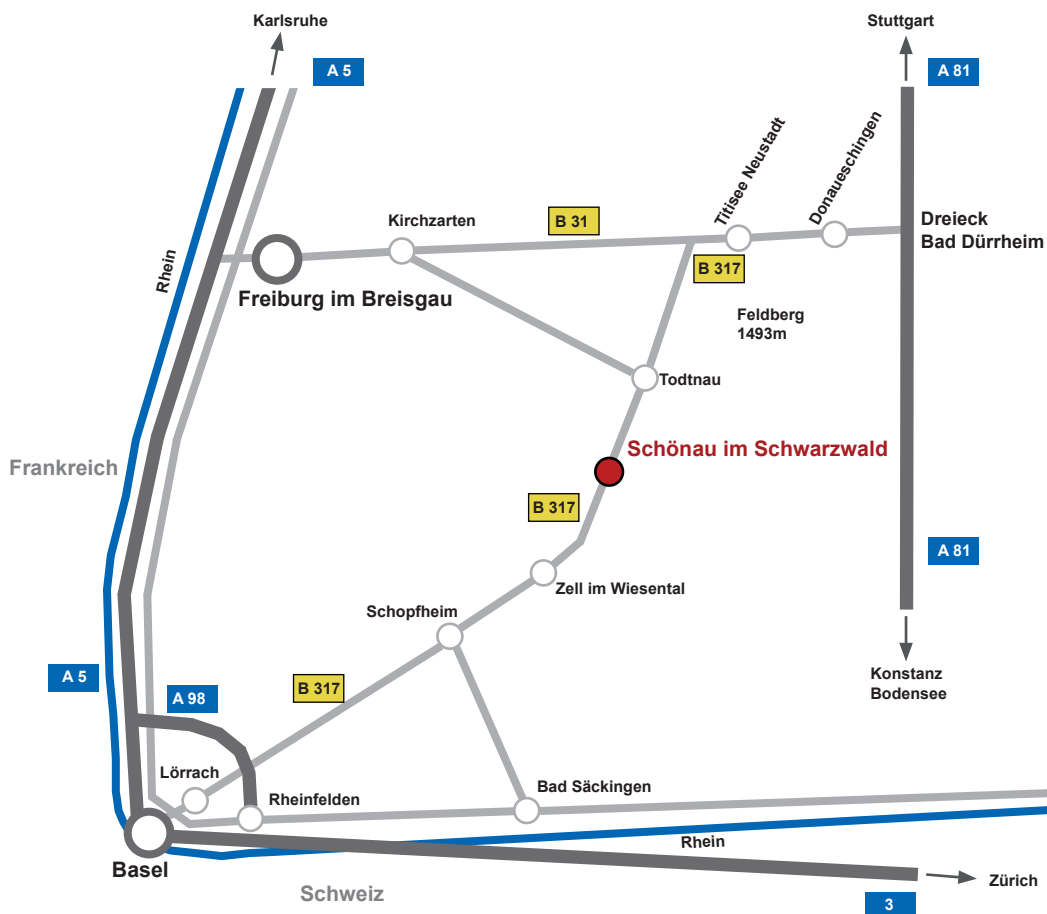 Karlsruhe
Stuttgart
A 5
A 81
Titisee Neustadt
Donaueschingen
Kirchzarten
B 31
Dreieck
Bad Dürrheim
Rhein
B 317
Freiburg im Breisgau
Feldberg
1493m
Todtnau
Schönau im Schwarzwald
Frankreich
B 317
A 81
Zell im Wiesental
Schopfheim
A 5
A 98
B 317
Konstanz
Bodensee
Lörrach
Rheinfelden
Bad Säckingen
Rhein
Basel
Zürich
Schweiz
3